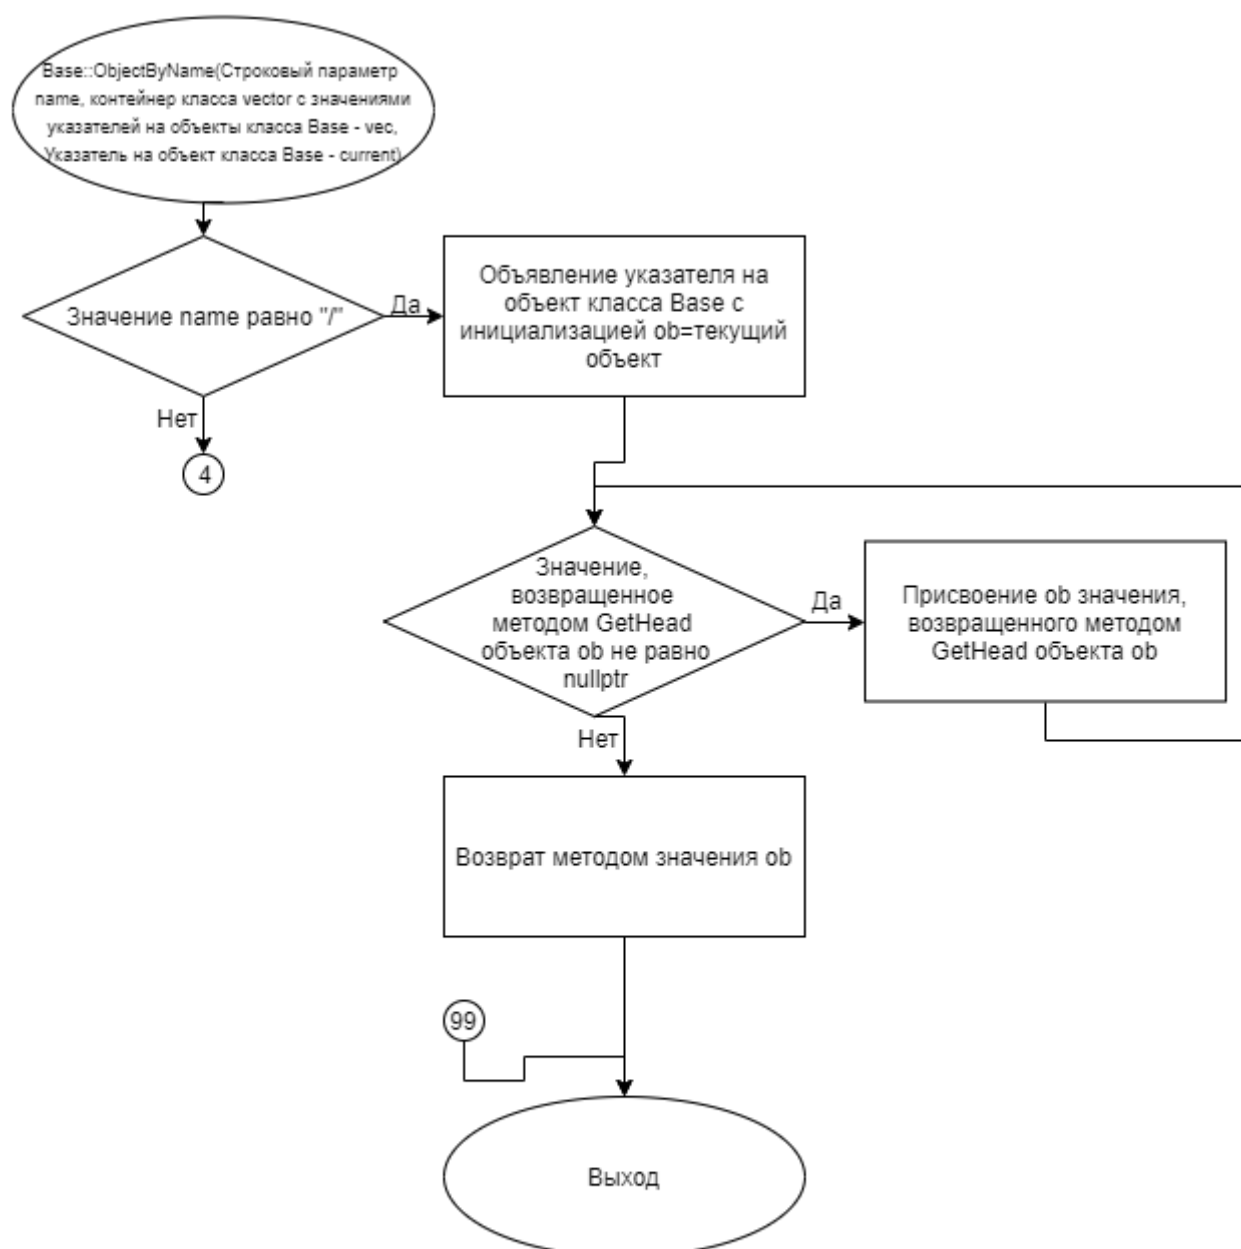 Base::ObjectByName(Строковый параметр
name, контейнер класса vector с значениями
указателей на объекты класса Base - vec,
Указатель на объект класса Base - current)
Значение name равно "/"
Да
Объявление указателя на
объект класса Base с
инициализацией ob=текущий
объект
Нет
4
Значение,
возвращенное
методом GetHead
объекта ob не равно
nullptr
Да
Присвоение ob значения,
возвращенного методом
GetHead объекта ob
Нет
Возврат методом значения ob
99
Выход